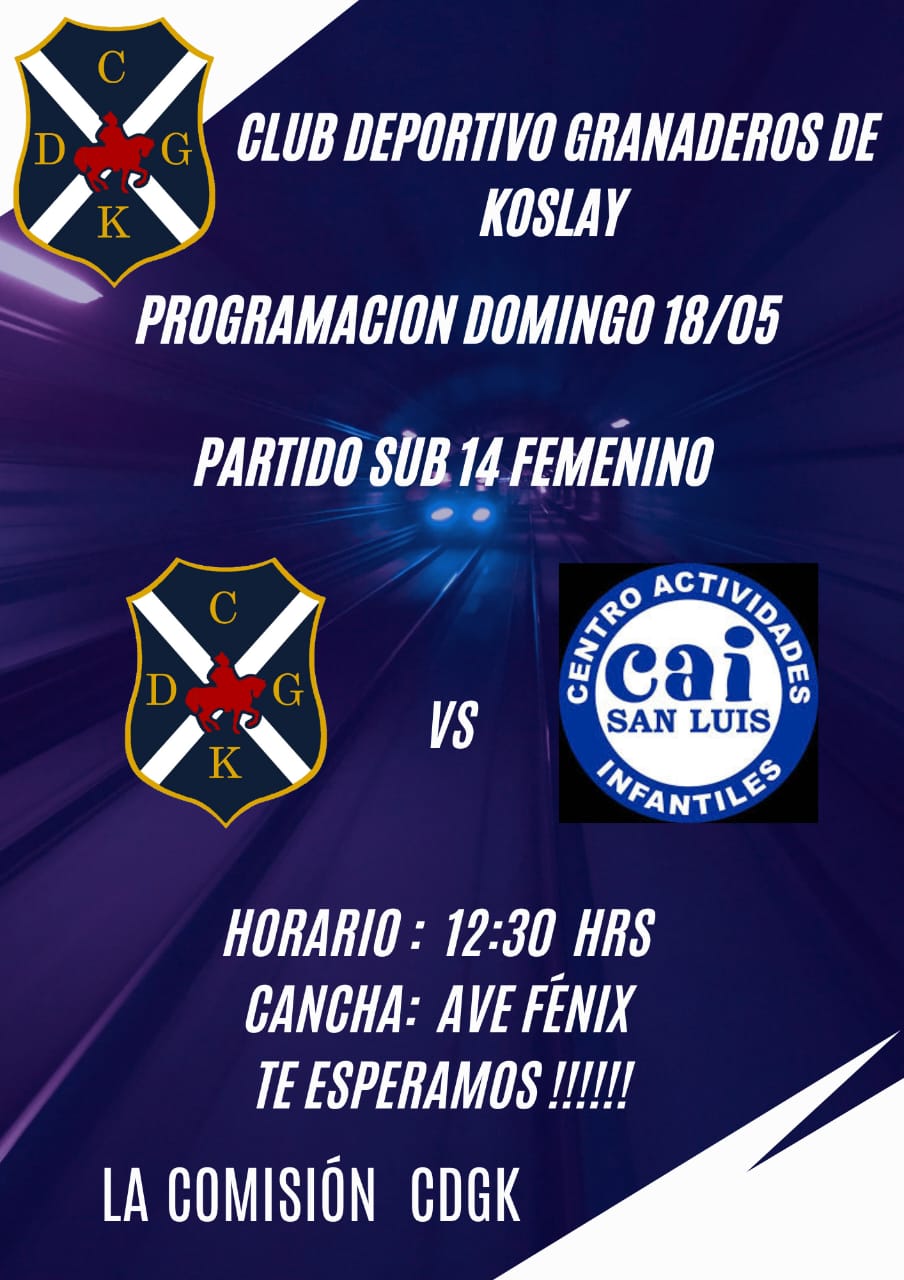 C
D G
K
CLUB DEPORTIVO GRANADEROS DE
KOSLAY
PROGRAMACION DOMINGO 18/05
PARTIDO SUB 14 FEMENINO
C
D G
K
VS
CENTRO ACTIVIDADES
cai
SAN LUIS
INFANTILES
HORARIO : 12:30 HRS
CANCHA: AVE FÉNIX
TE ESPERAMOS !!!!!!
LA COMISIÓN CDGK